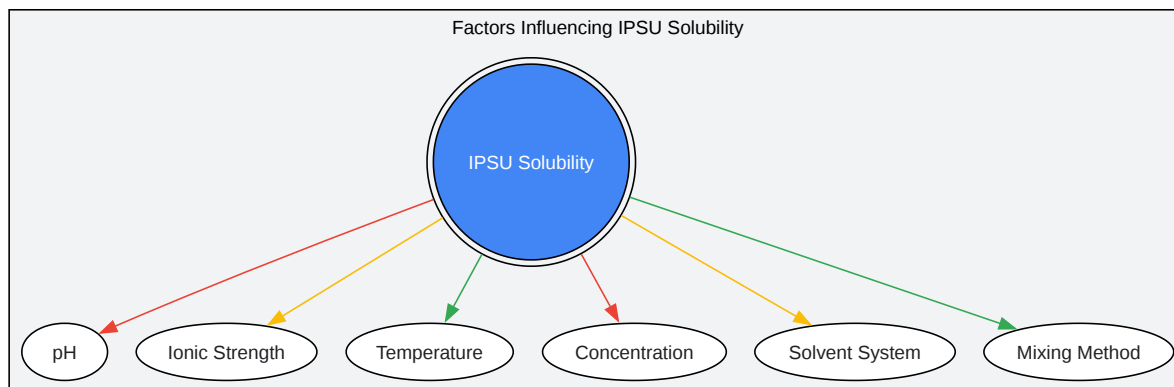 Factors Influencing IPSU Solubility
IPSU Solubility
pH
Ionic Strength
Temperature
Concentration
Solvent System
Mixing Method